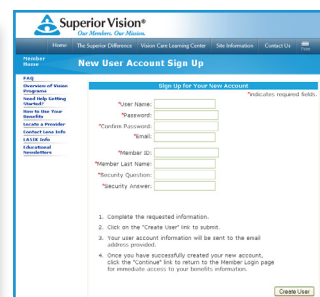 Superior Vision®
Our Members. Our Mission.
Home The Superior Difference Vision Care Learning Center Site Information Contact Us Print
Member Home
New User Account Sign Up
FAQ
Overview of Vision Programs
Need Help Getting Started?
How to Use Your Benefits
Locate a Provider
Contact Lens Info
LASIK Info
Educational Newsletters
Sign Up for Your New Account
*Indicates required fields.
*User Name:
*Password:
*Confirm Password:
*Email:
*Member ID:
*Member Last Name:
*Security Question:
*Security Answer:
1. Complete the requested information.
2. Click on the "Create User" link to submit.
3. Your user account information will be sent to the email
address provided.
4. Once you have successfully created your new account,
click the "Continue" link to return to the Member Login page
for immediate access to your benefits information.
Create User